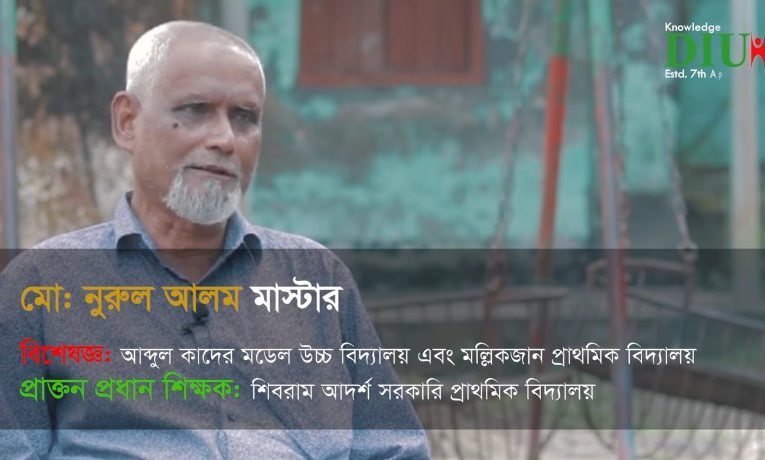 Knowledge
DIU
Estd. 7th Ap
মো: নুরুল আলম মাস্টার
বিশেষজ্ঞ: আব্দুল কাদের মডেল উচ্চ বিদ্যালয় এবং মল্লিকজান প্রাথমিক বিদ্যালয়
প্রাক্তন প্রধান শিক্ষক: শিবরাম আদর্শ সরকারি প্রাথমিক বিদ্যালয়